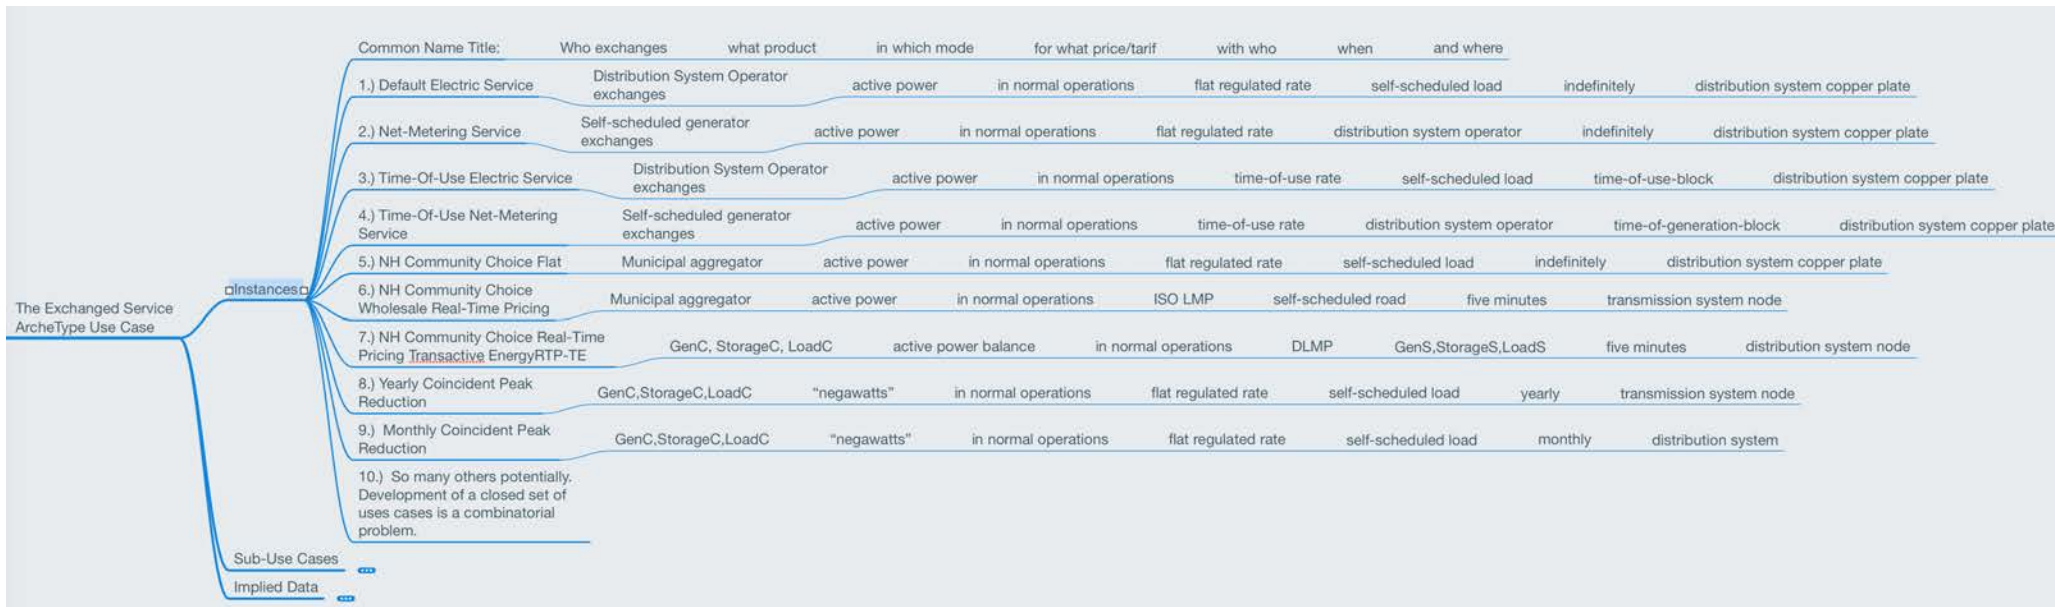 Common Name Title: Who exchanges what product in which mode for what price/tarif with who when and where
1.) Default Electric Service Distribution System Operator
exchanges active power in normal operations flat regulated rate self-scheduled load indefinitely distribution system copper plate
2.) Net-Metering Service Self-scheduled generator
exchanges active power in normal operations flat regulated rate distribution system operator indefinitely distribution system copper plate
3.) Time-Of-Use Electric Service Distribution System Operator
exchanges active power in normal operations time-of-use rate self-scheduled load time-of-use-block distribution system copper plate
4.) Time-Of-Use Net-Metering
Service Self-scheduled generator
exchanges active power in normal operations time-of-use rate distribution system operator time-of-generation-block distribution system copper plate
5.) NH Community Choice Flat Municipal aggregator active power in normal operations flat regulated rate self-scheduled load indefinitely distribution system copper plate
Instances
6.) NH Community Choice
Wholesale Real-Time Pricing Municipal aggregator active power in normal operations ISO LMP self-scheduled road five minutes transmission system node
The Exchanged Service
ArcheType Use Case
7.) NH Community Choice Real-Time
Pricing Transactive EnergyRTP-TE GenC, StorageC, LoadC active power balance in normal operations DLMP GenS,StorageS,LoadS five minutes distribution system node
8.) Yearly Coincident Peak
Reduction GenC,StorageC,LoadC “negawatts” in normal operations flat regulated rate self-scheduled load yearly transmission system node
9.) Monthly Coincident Peak
Reduction GenC,StorageC,LoadC “negawatts” in normal operations flat regulated rate self-scheduled load monthly distribution system
10.) So many others potentially.
Development of a closed set of
uses cases is a combinatorial
problem.
Sub-Use Cases
Implied Data